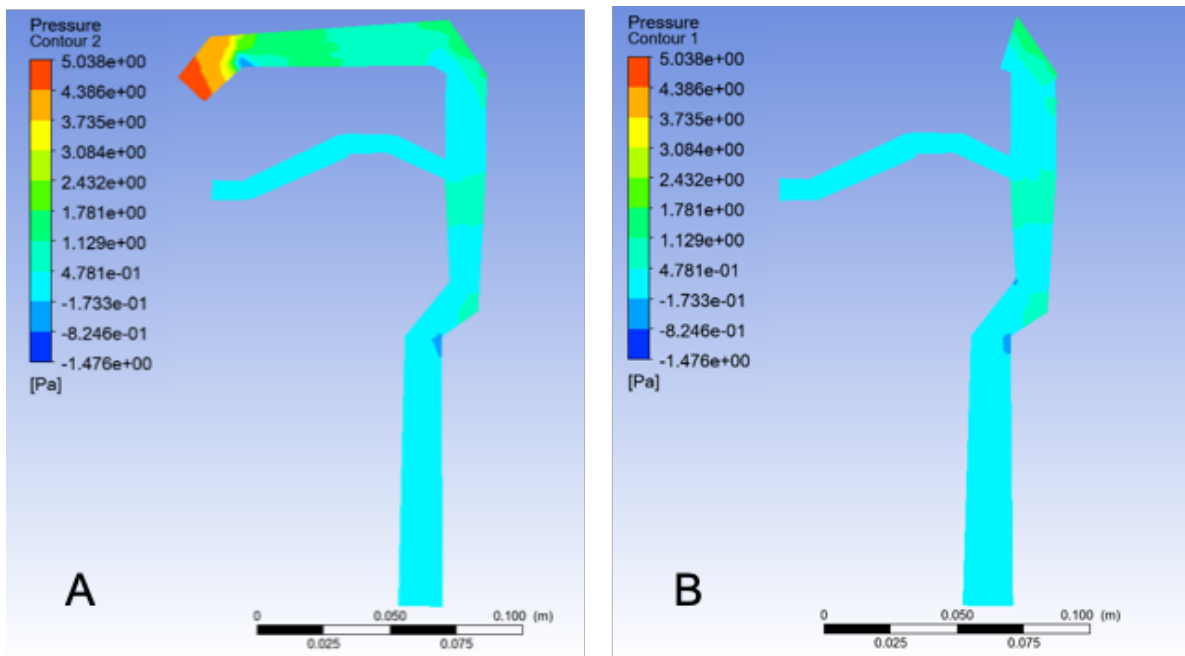 Pressure
Contour 2
5.038e+00
4.386e+00
3.735e+00
3.084e+00
2.432e+00
1.781e+00
1.129e+00
4.781e-01
-1.733e-01
-8.246e-01
-1.476e+00
[Pa]
A
0 0.050 0.100 (m)
0.025 0.075
Pressure
Contour 1
5.038e+00
4.386e+00
3.735e+00
3.084e+00
2.432e+00
1.781e+00
1.129e+00
4.781e-01
-1.733e-01
-8.246e-01
-1.476e+00
[Pa]
B
0 0.050 0.100 (m)
0.025 0.075